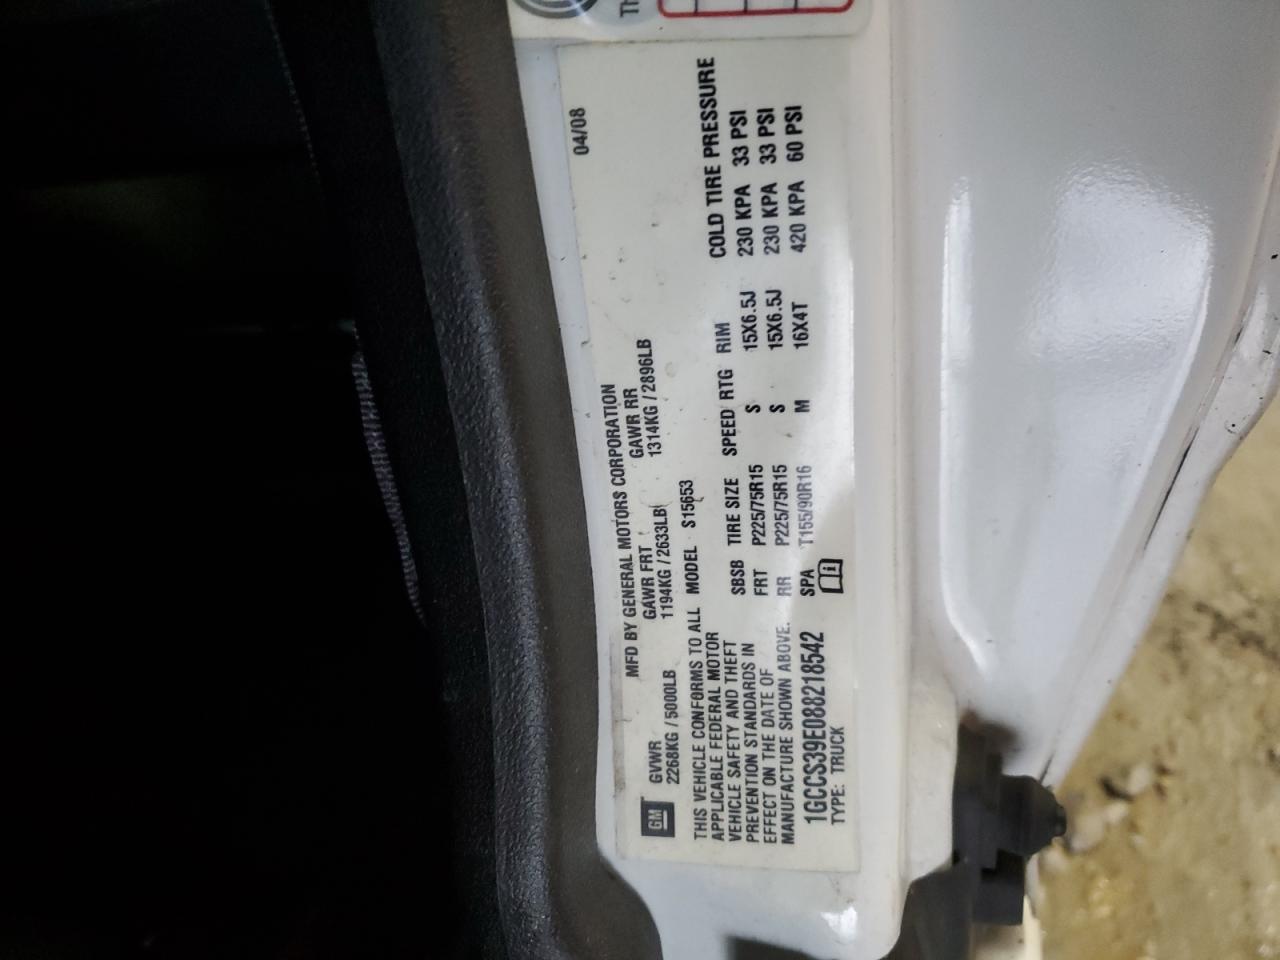 Th
04/08
MFD BY GENERAL MOTORS CORPORATION
GM
GVWR GAWR FRT GAWR RR
2268KG / 5000LB 1194KG / 2633LB 1314KG / 2896LB
THIS VEHICLE CONFORMS TO ALL
APPLICABLE FEDERAL MOTOR
VEHICLE SAFETY AND THEFT
PREVENTION STANDARDS IN
EFFECT ON THE DATE OF
MANUFACTURE SHOWN ABOVE.
1GCCS39E088218542
TYPE: TRUCK
MODEL S15653
SBSB TIRE SIZE SPEED RTG RIM COLD TIRE PRESSURE
FRT P225/75R15 S 15X6.5J 230 KPA 33 PSI
RR P225/75R15 S 15X6.5J 230 KPA 33 PSI
SPA T155/90R16 M 16X4T 420 KPA 60 PSI